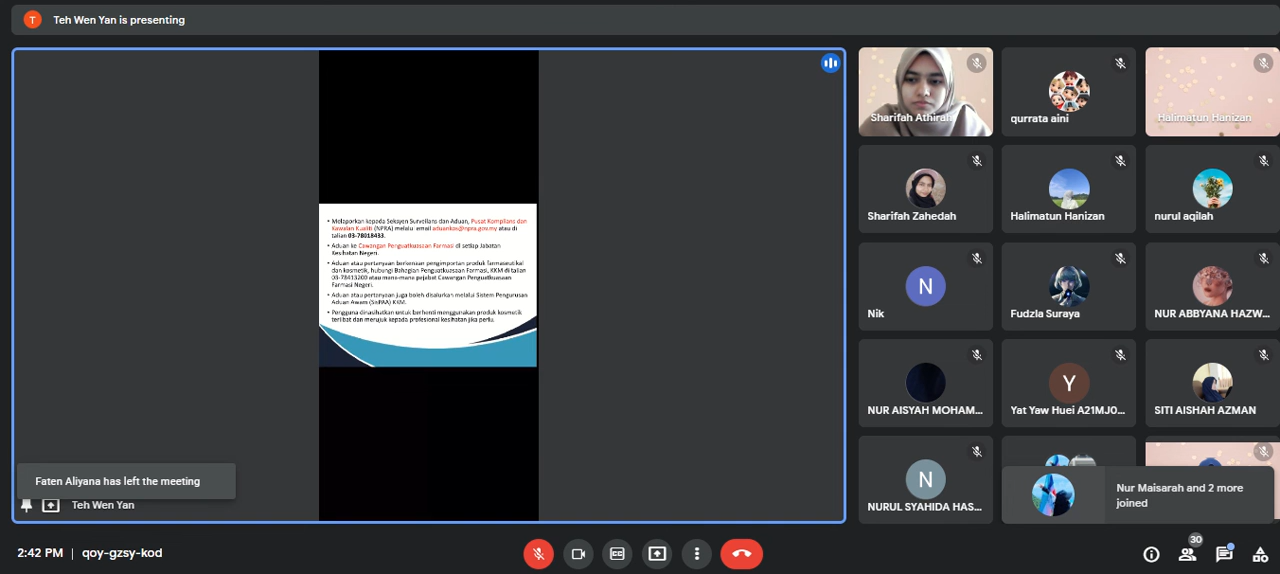 T Teh Wen Yan is presenting
• Melaporkan kepada Seksyen Surveilans dan Aduan, Pusat Komplians dan
Kawalan Kualiti (NPRA) melalui email aduankos@npra.gov.my atau di
talian 03-78018483.
• Aduan ke Cawangan Penguatkuasaan Farmasi di setiap Jabatan
Kesihatan Negeri.
• Aduan atau pertanyaan berkenaan pengimportan produk farmaseutikal
dan kosmetik, hubungi Bahagian Penguatkuasaan Farmasi, KKM di talian
03-78413200 atau mana-mana pejabat Cawangan Penguatkuasaan
Farmasi Negeri.
• Aduan atau pertanyaan juga boleh disalurkan melalui Sistem Pengurusan
Aduan Awam (SisPAA) KKM.
• Pengguna dinasihatkan untuk berhenti menggunakan produk kosmetik
terlibat dan merujuk kepada profesional kesihatan jika perlu.
Faten Aliyana has left the meeting
Teh Wen Yan
Sharifah Athirah
qurrata aini
Halimatun Hanizan
Sharifah Zahedah
Halimatun Hanizan
nurul aqilah
N
Nik
Fudzla Suraya
NUR ABBYANA HAZW...
NUR AISYAH MOHAM...
Y
Yat Yaw Huei A21MJ0...
SITI AISHAH AZMAN
N
NURUL SYAHIDA HAS...
Nur Maisarah and 2 more
joined
2:42 PM | qoy-gzsy-kod
30